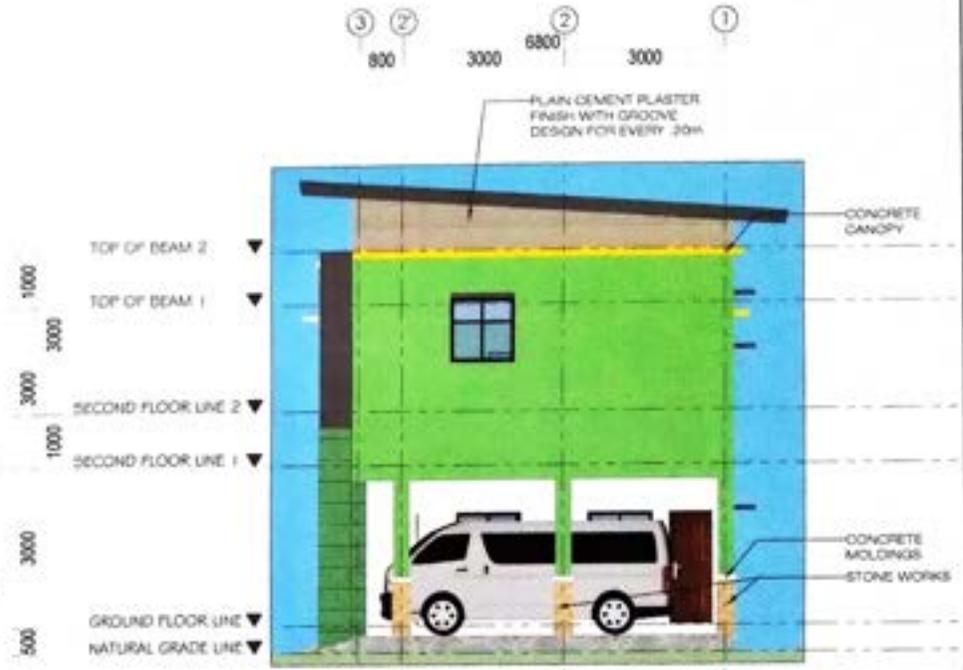 3 2' 2 1
6800
800 3000 3000
PLAIN CEMENT PLASTER
FINISH WITH GROOVE
DESIGN FOR EVERY .20m
CONCRETE
CANOPY
TOP OF BEAM 2
1000
TOP OF BEAM 1
3000
3000
SECOND FLOOR LINE 2
1000
SECOND FLOOR LINE 1
3000
CONCRETE
MOLDINGS
STONE WORKS
GROUND FLOOR LINE
600
NATURAL GRADE LINE